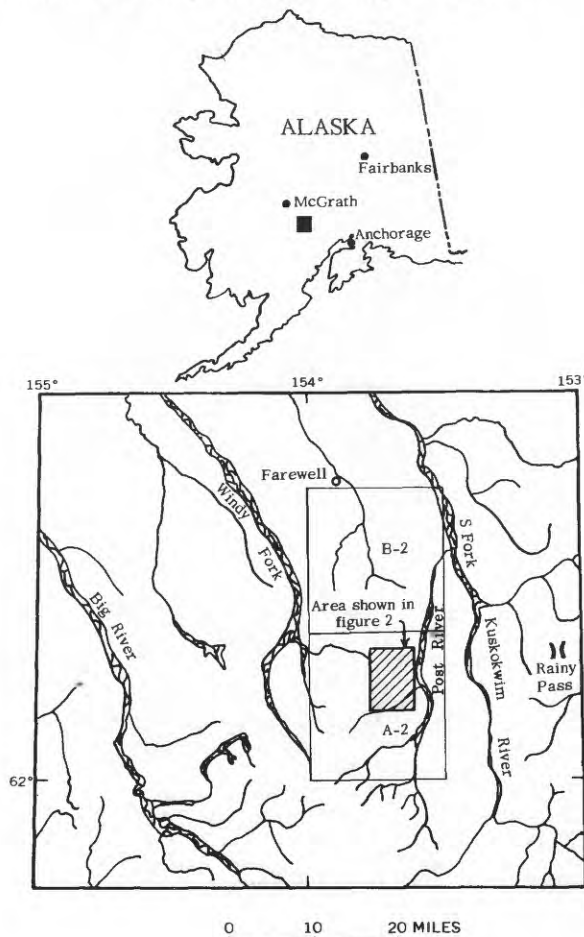 ALASKA
Fairbanks
McGrath
Anchorage
155°
154°
153°
Farewell
Windy
Fork
S Fork
B-2
Big River
Area shown in
figure 2
Post River
Kuskokwim
Rainy
Pass
A-2
River
62°
0 10 20 MILES